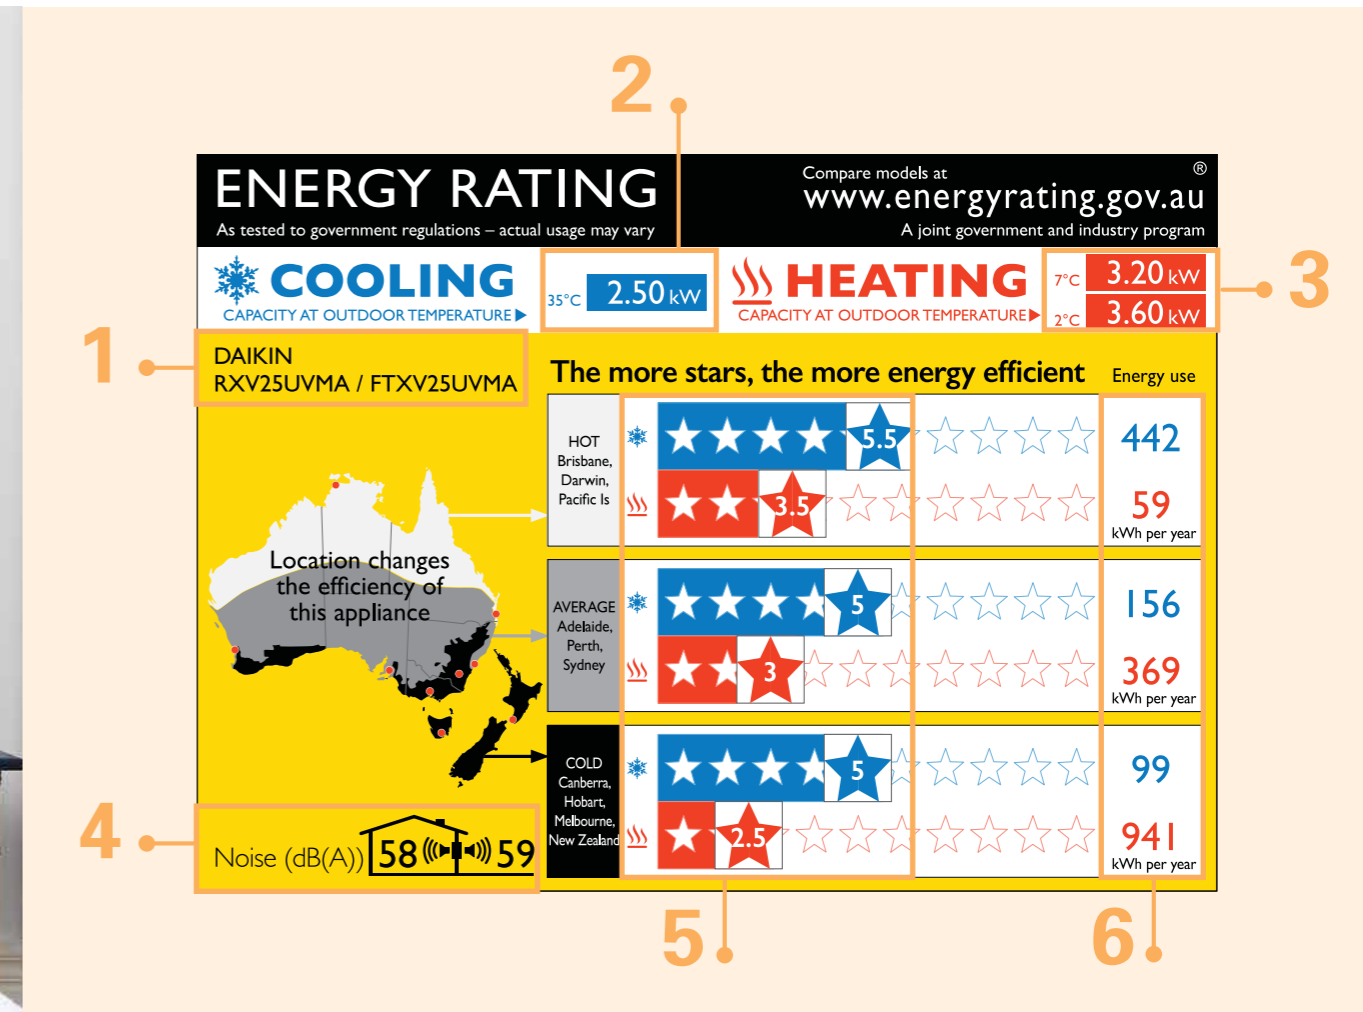 2
ENERGY RATING
As tested to government regulations – actual usage may vary
Compare models at
®
www.energyrating.gov.au
A joint government and industry program
COOLING
CAPACITY AT OUTDOOR TEMPERATURE
35°C 2.50 kW
HEATING
CAPACITY AT OUTDOOR TEMPERATURE
7°C 3.20 kW
2°C 3.60 kW
3
1
DAIKIN
RXV25UVMA / FTXV25UVMA
The more stars, the more energy efficient
Energy use
HOT
Brisbane,
Darwin,
Pacific Is
5.5
442
3.5
59
kWh per year
Location changes
the efficiency of
this appliance
AVERAGE
Adelaide,
Perth,
Sydney
5
156
3
369
kWh per year
COLD
Canberra,
Hobart,
Melbourne,
New Zealand
5
99
2.5
941
kWh per year
4
Noise (dB(A)) 58 59
5
6